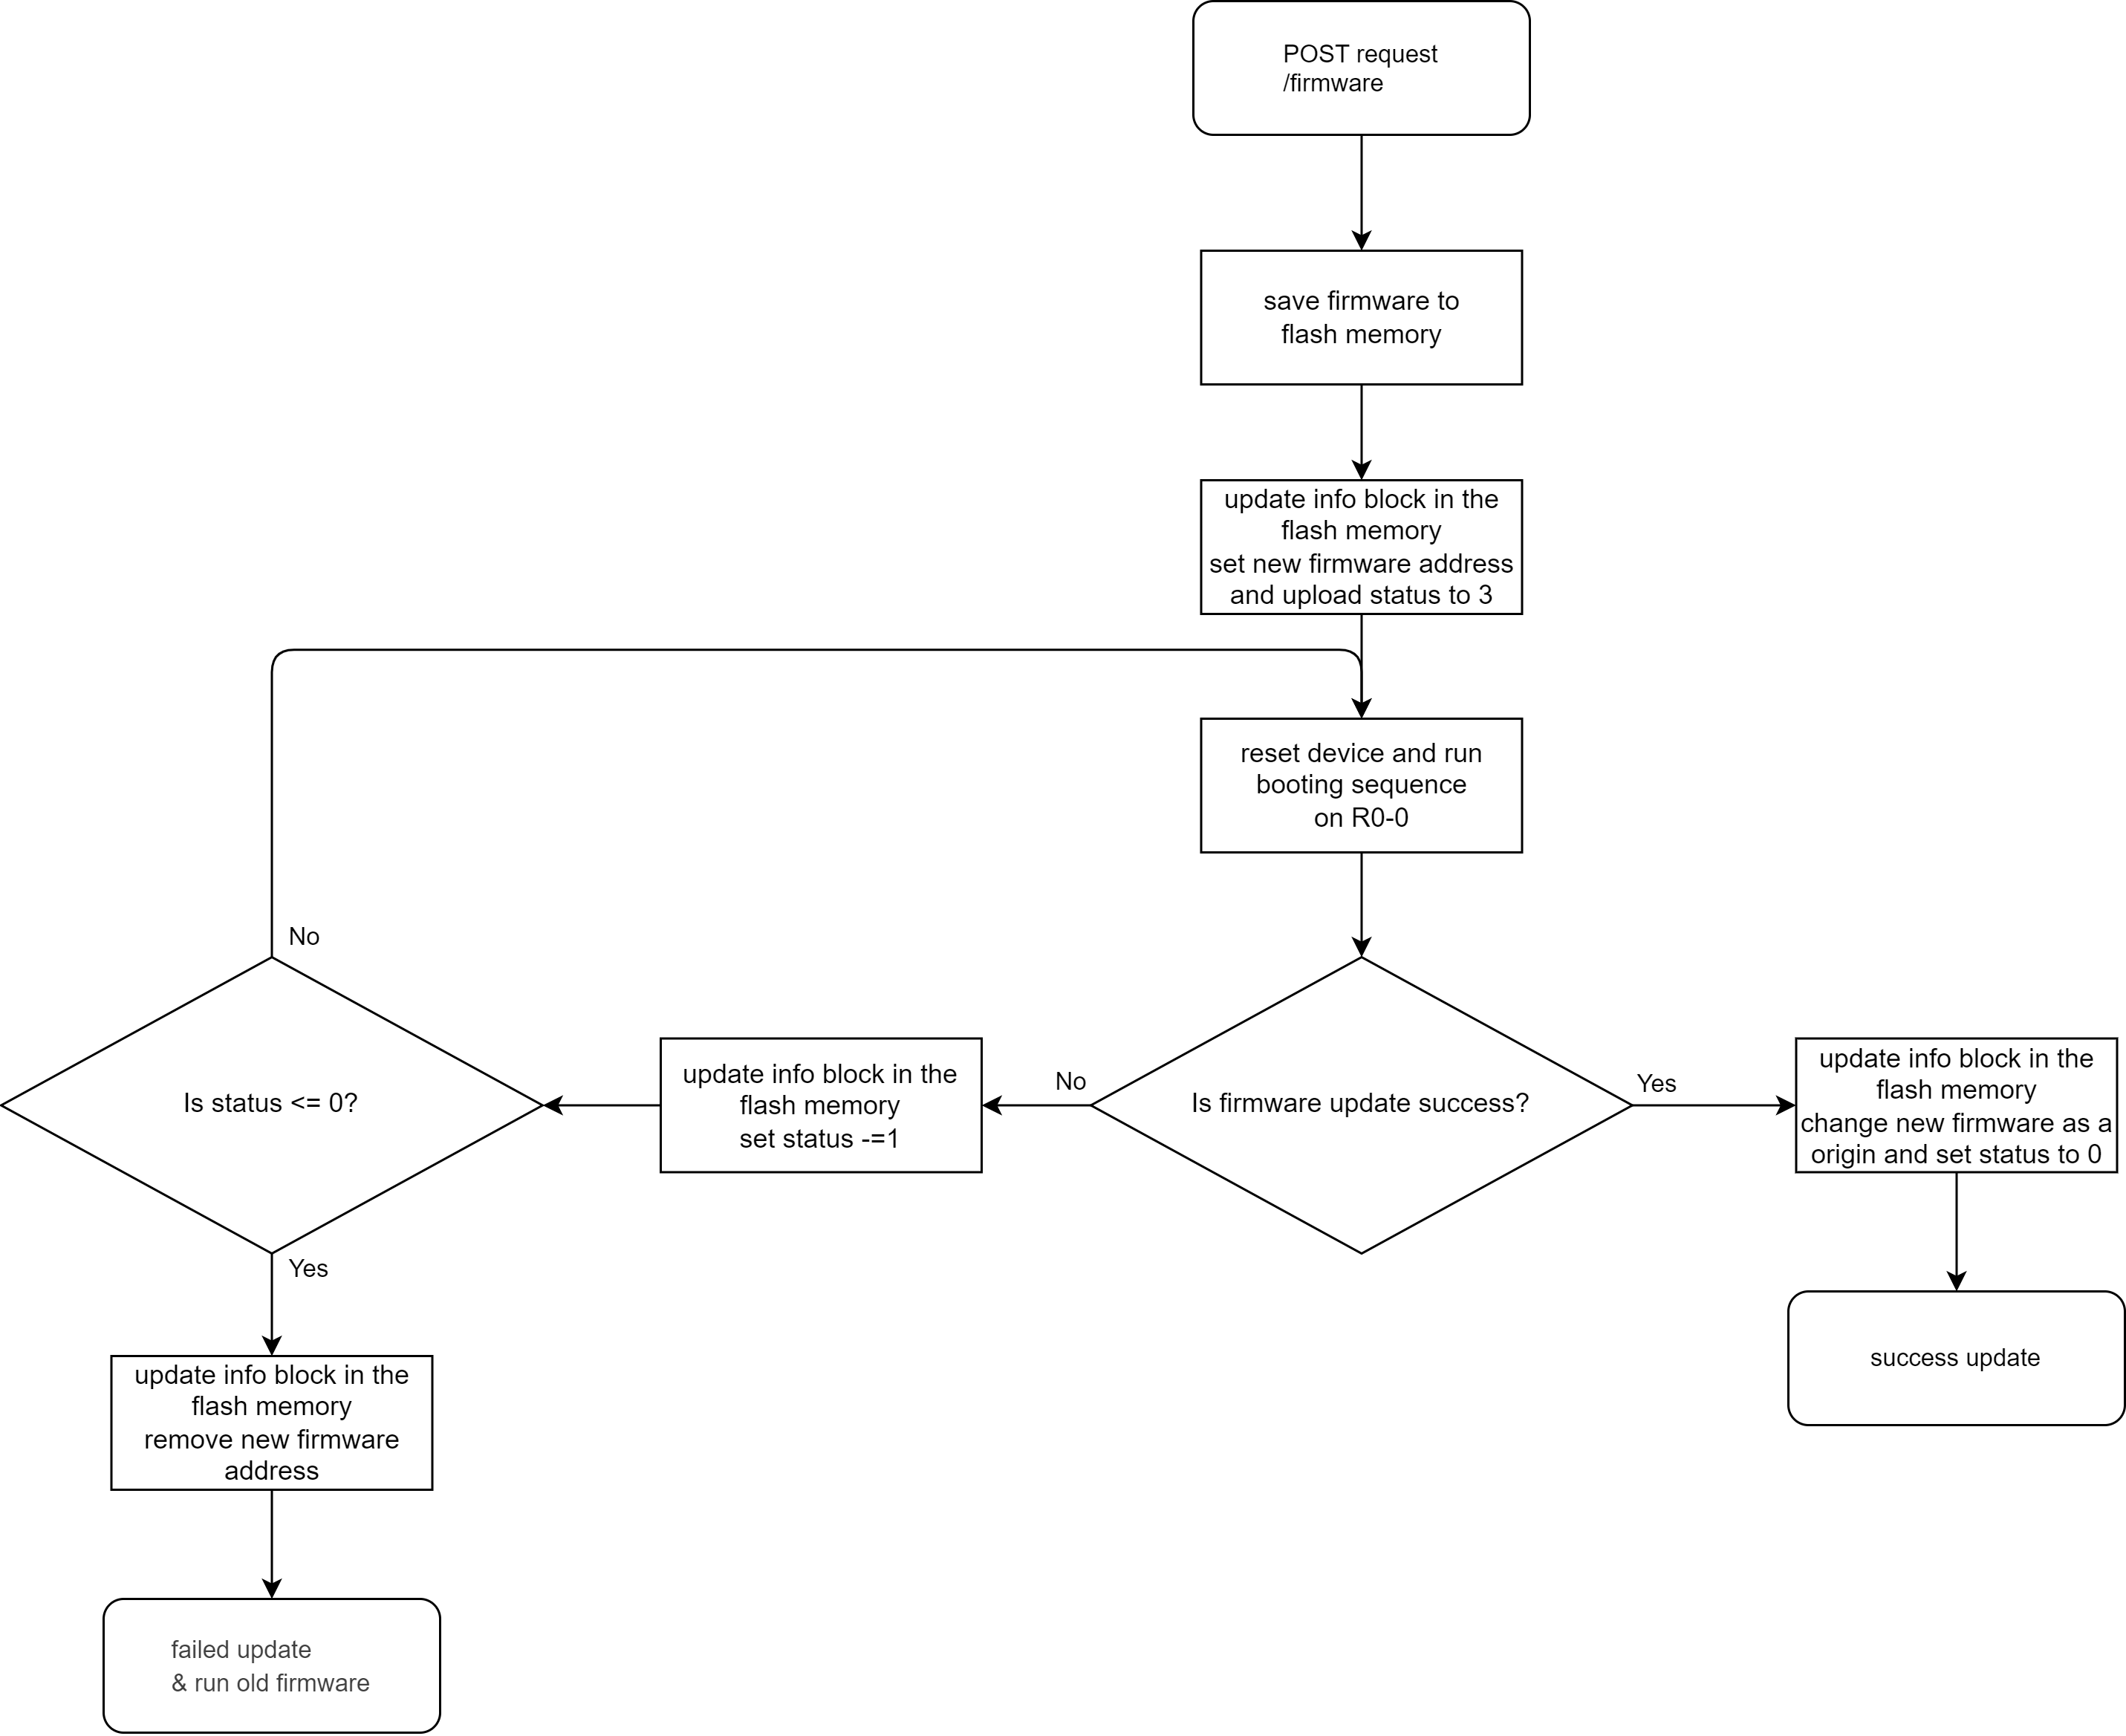 POST request
/firmware
save firmware to
flash memory
update info block in the
flash memory
set new firmware address
and upload status to 3
reset device and run
booting sequence
on R0-0
No
Is status <= 0?
update info block in the
flash memory
set status -=1
No
Is firmware update success?
Yes
update info block in the
flash memory
change new firmware as a
origin and set status to 0
Yes
success update
update info block in the
flash memory
remove new firmware
address
failed update
& run old firmware